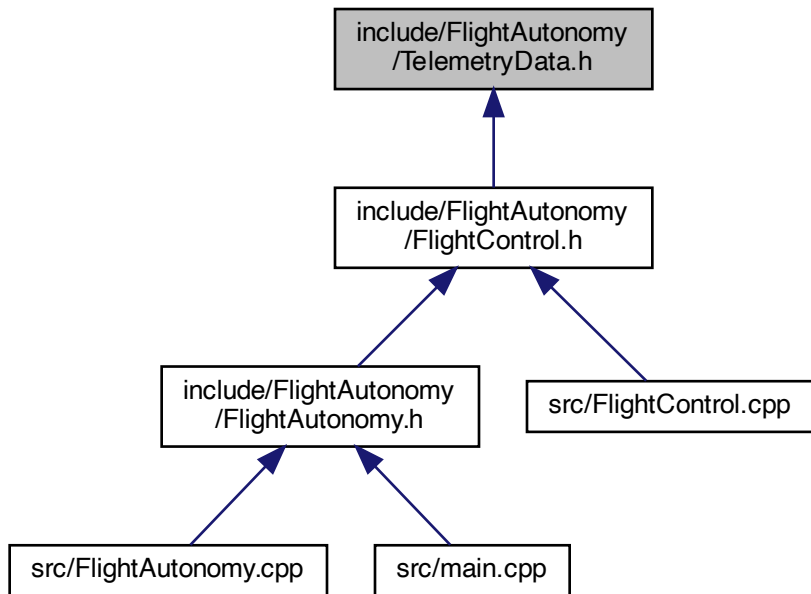 include/FlightAutonomy
/TelemetryData.h
include/FlightAutonomy
/FlightControl.h
include/FlightAutonomy
/FlightAutonomy.h
src/FlightControl.cpp
src/FlightAutonomy.cpp
src/main.cpp